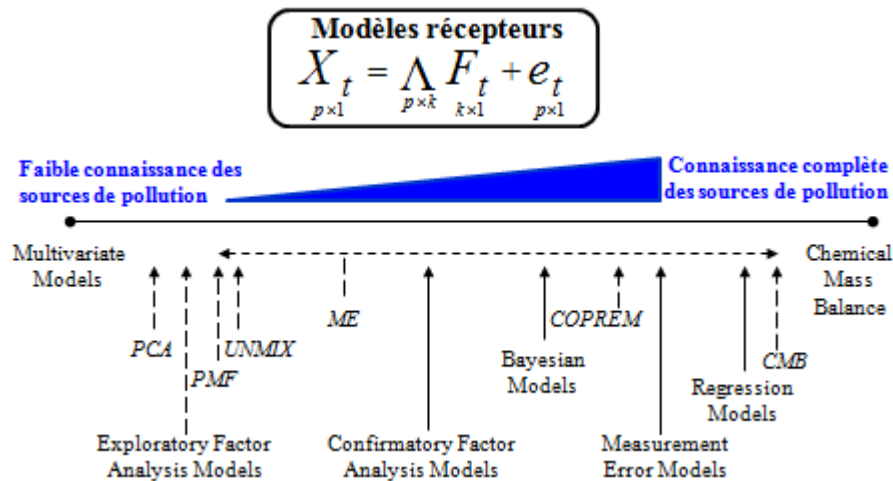 Modèles récepteurs
X_t = Λ F_t + e_t
p×1 p×k k×1 p×1
Faible connaissance des
sources de pollution
Connaissance complète
des sources de pollution
Multivariate
Models
Chemical
Mass
Balance
PCA
PMF
UNMIX
ME
COPREM
CMB
Bayesian
Models
Regression
Models
Exploratory Factor
Analysis Models
Confirmatory Factor
Analysis Models
Measurement
Error Models